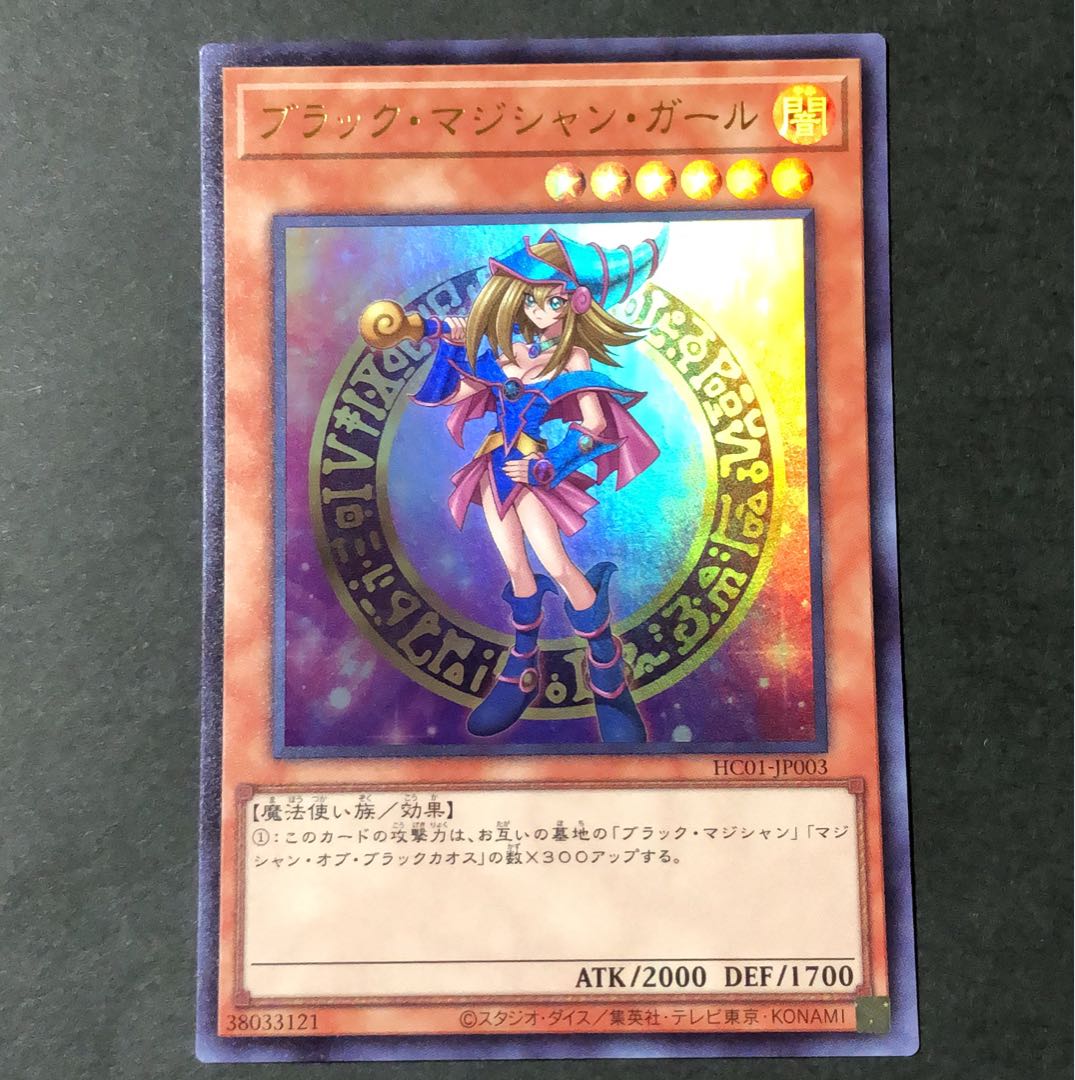 ブラック・マジシャン・ガール
闇
HC01-JP003
【魔法使い族／効果】
①：このカードの攻撃力は、お互いの墓地の「ブラック・マジシャン」「マジ
シャン・オブ・ブラックカオス」の数×３００アップする。
ATK/2000 DEF/1700
38033121
©スタジオ・ダイス／集英社・テレビ東京・KONAMI